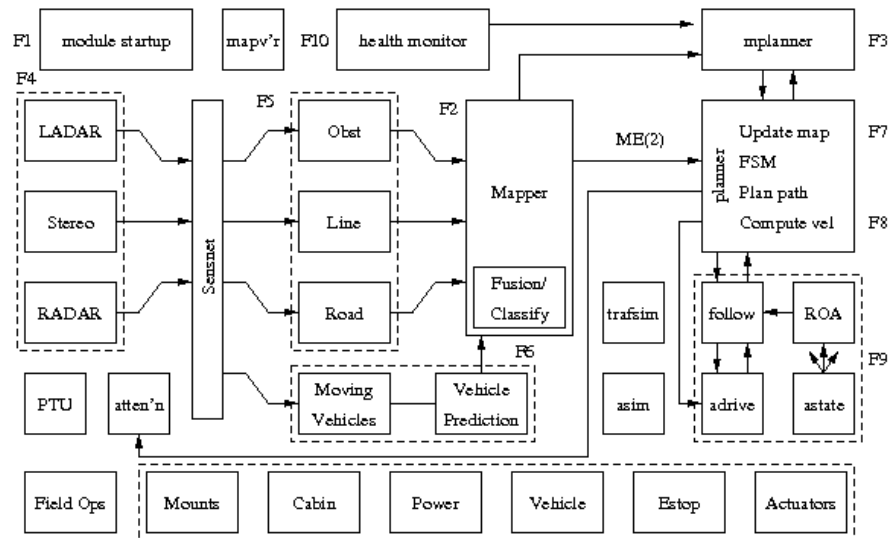 F1
module startup
mapv'r
F10
health monitor
mplanner
F3
F4
LADAR
Stereo
RADAR
Sensnet
F5
Obst
Line
Road
F2
Mapper
Fusion/
Classify
ME(2)
planner
Update map
FSM
Plan path
Compute vel
F7
F8
F6
Moving
Vehicles
Vehicle
Prediction
trafsim
asim
follow
ROA
adrive
astate
F9
PTU
atten'n
Field Ops
Mounts
Cabin
Power
Vehicle
Estop
Actuators